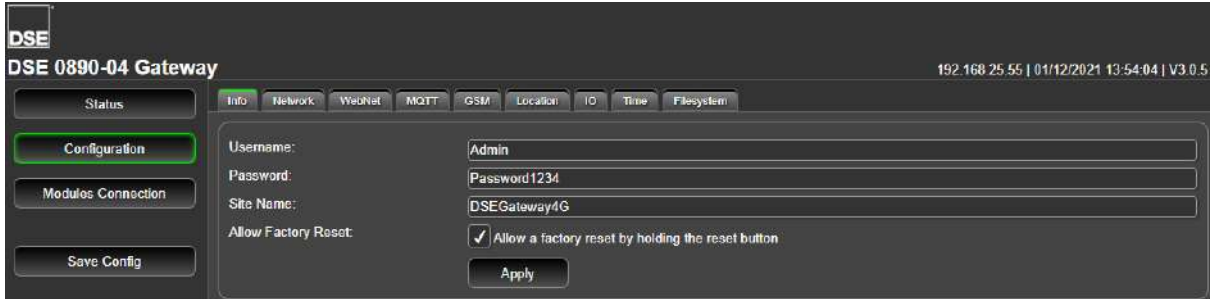 DSE
DSE 0890-04 Gateway
192.168.25.55 | 01/12/2021 13:54:04 | V3.0.5
Status
Info Network WebNet MQTT GSM Location IO Time Filesystem
Configuration
Username: Admin
Password: Password1234
Modules Connection
Site Name: DSEGateway4G
Allow Factory Reset: Allow a factory reset by holding the reset button
Save Config
Apply